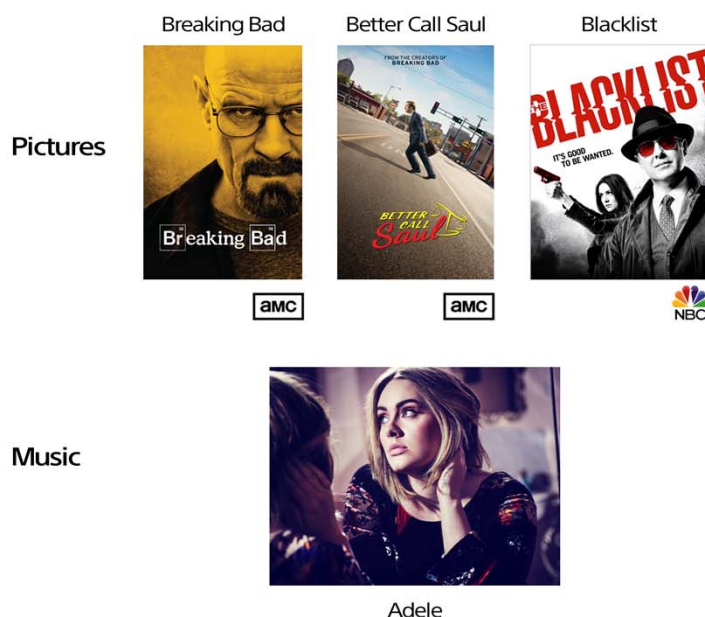 Breaking Bad
Better Call Saul
Blacklist
Pictures
Breaking Bad
FROM THE CREATORS OF
BREAKING BAD
BETTER
CALL
Saul
THE
BLACKLIST
IT'S GOOD
TO BE WANTED.
aMC
aMC
NBC
Music
Adele